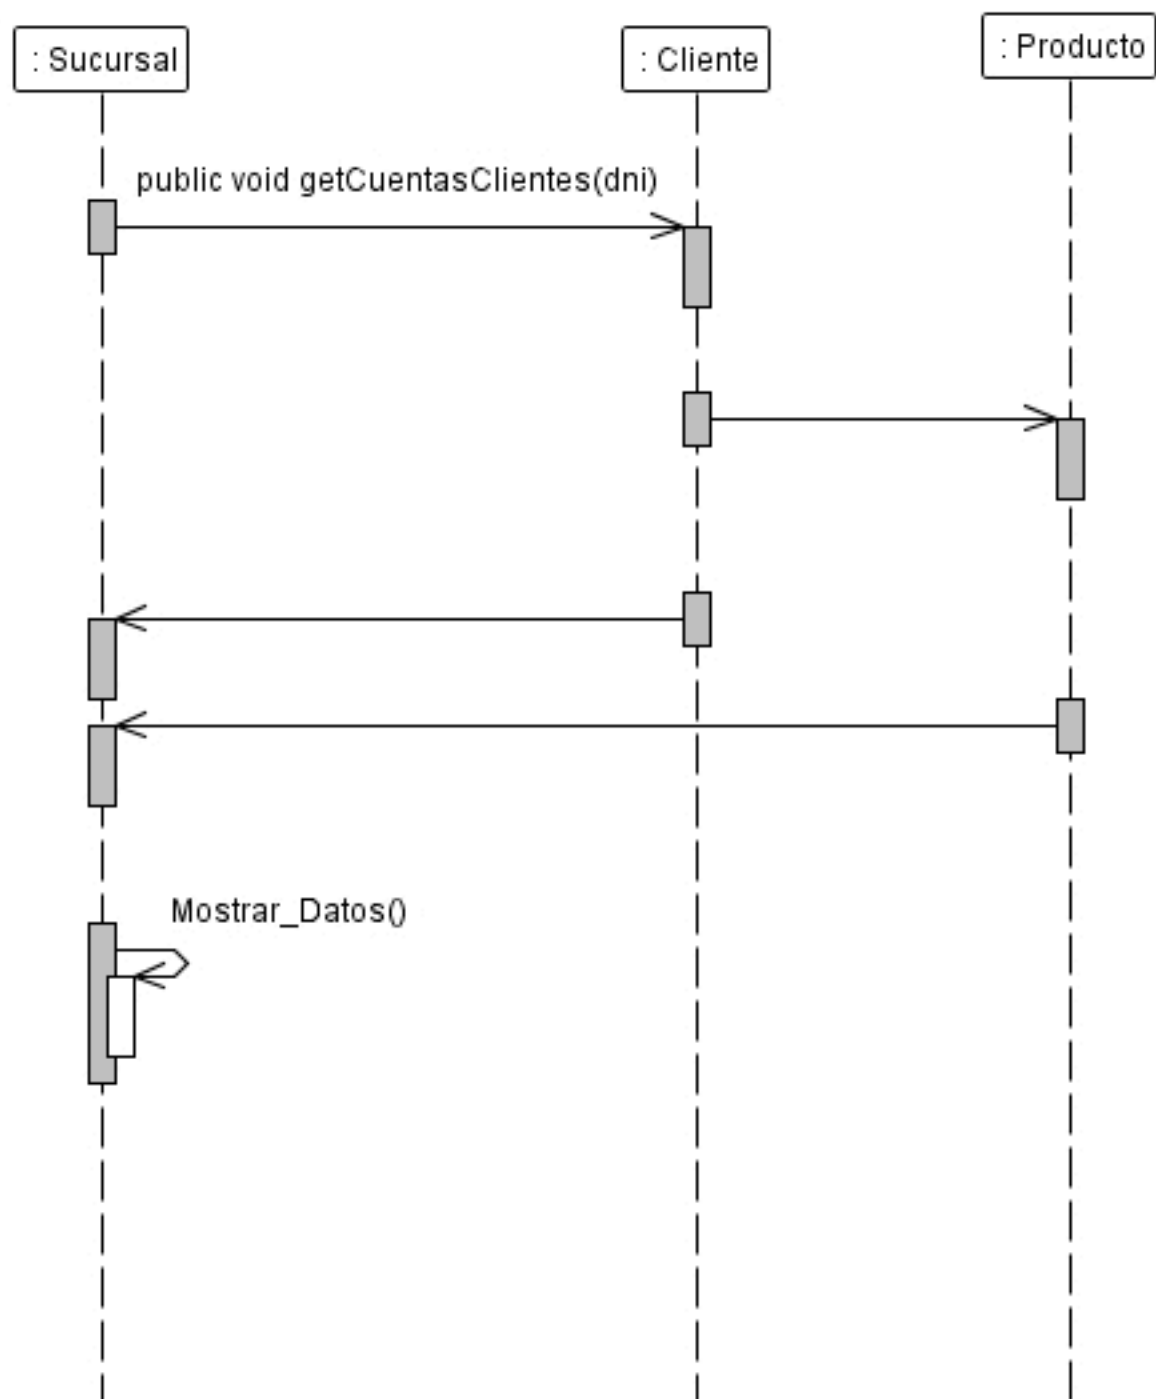 : Sucursal
: Cliente
: Producto
public void getCuentasClientes(dni)
Mostrar_Datos()